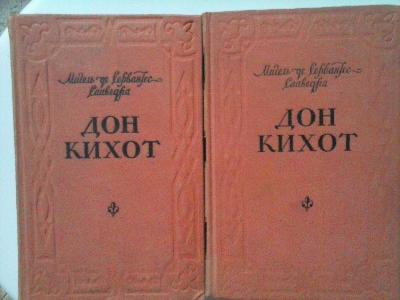 Мигель де Сервантес
Сааведра
ДОН
КИХОТ
Мигель де Сервантес
Сааведра
ДОН
КИХОТ